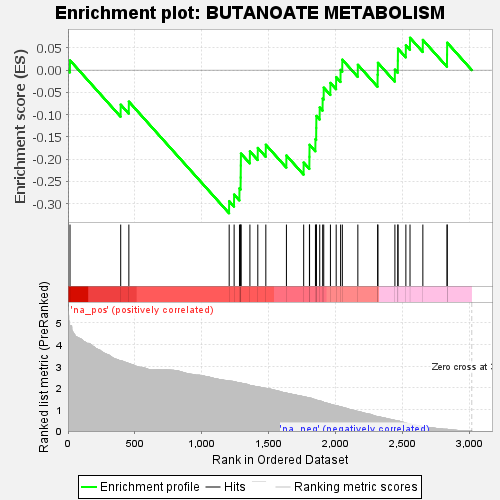 Enrichment plot: BUTANOATE METABOLISM
Enrichment score (ES)
0.05
0.00
-0.05
-0.10
-0.15
-0.20
-0.25
-0.30
'na_pos' (positively correlated)
Ranked list metric (PreRanked)
5
4
3
2
1
0
Zero cross at
'na_neg' (negatively correlated)
0
500
1,000
1,500
2,000
2,500
3,000
Rank in Ordered Dataset
Enrichment profile
Hits
Ranking metric scores